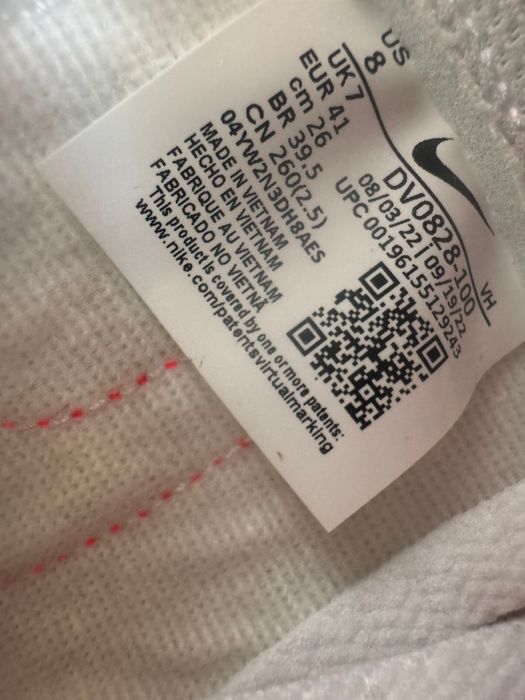 US 8
UK 7
EUR 41
cm 26
BR 39.5
CN 260(2.5)
04YW2N3DH8AES
MADE IN VIETNAM
HECHO EN VIETNAM
FABRIQUE AU VIETNAM
FABRICADO NO VIETNÃ
This product is covered by one or more patents:
www.nike.com/patentsvirtualmarking
DV0828-100
VH
08/03/22 | 09/19/22
UPC 00196155129243